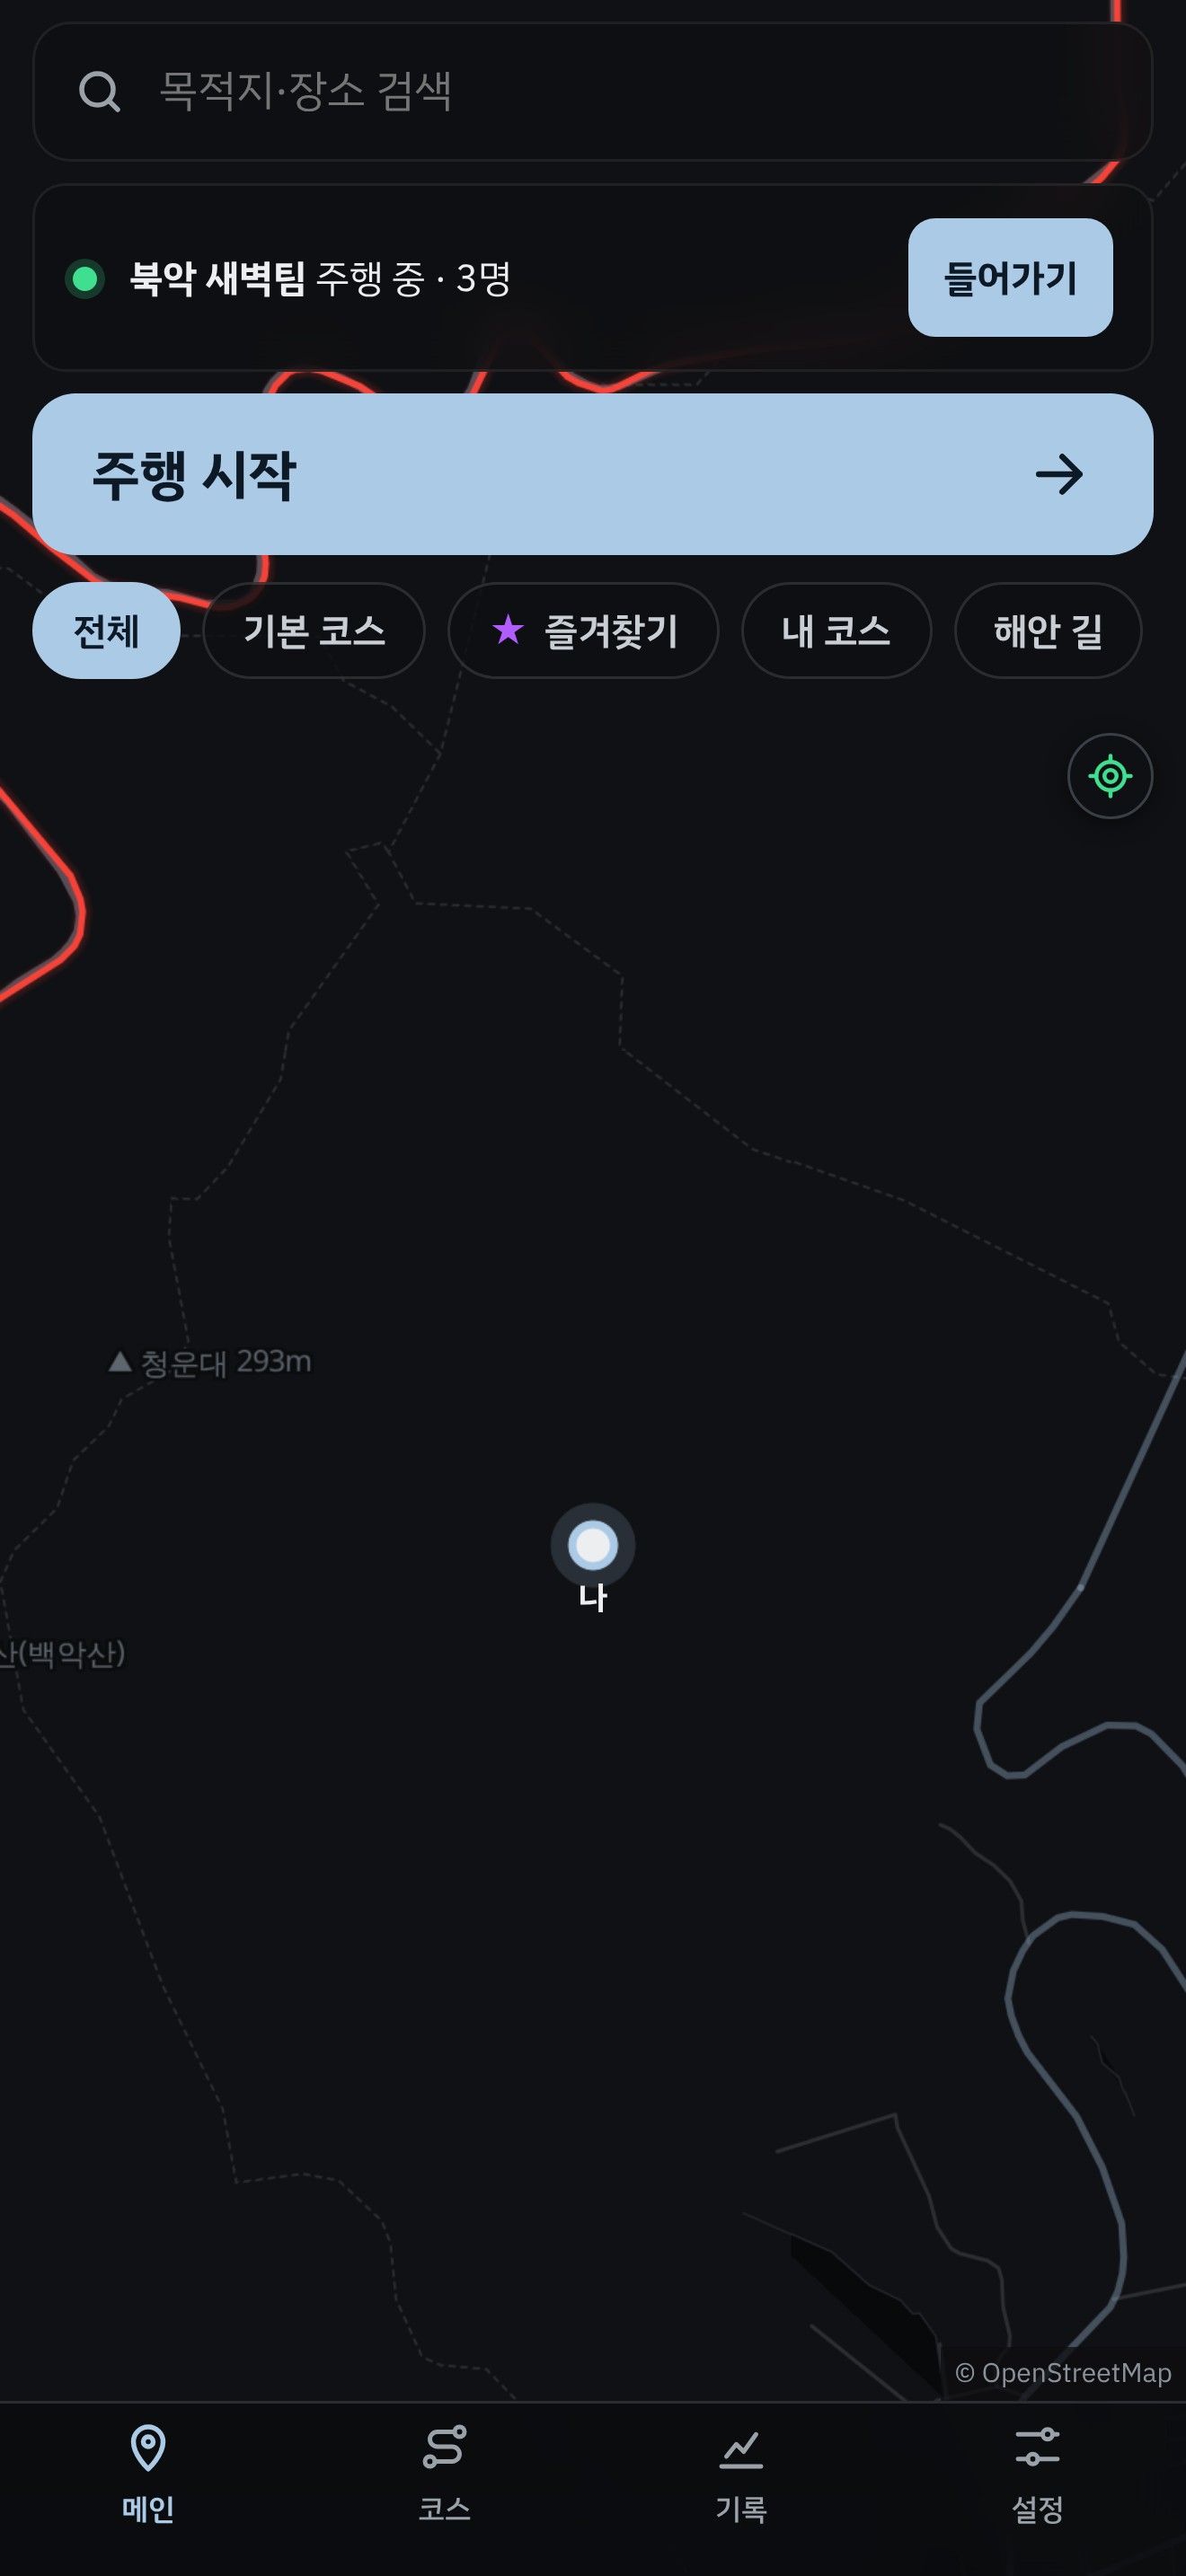 목적지·장소 검색
북악 새벽팀 주행 중 · 3명
들어가기
주행 시작
전체
기본 코스
★ 즐겨찾기
내 코스
해안 길
▲ 청운대 293m
나
산(백악산)
© OpenStreetMap
메인
코스
기록
설정